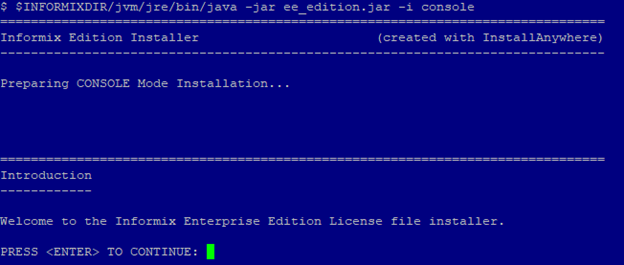 $ $INFORMIXDIR/jvm/jre/bin/java -jar ee_edition.jar -i console
===============================================================================
Informix Edition Installer                       (created with InstallAnywhere)
-------------------------------------------------------------------------------
Preparing CONSOLE Mode Installation...
===============================================================================
Introduction
------------
Welcome to the Informix Enterprise Edition License file installer.
PRESS <ENTER> TO CONTINUE: